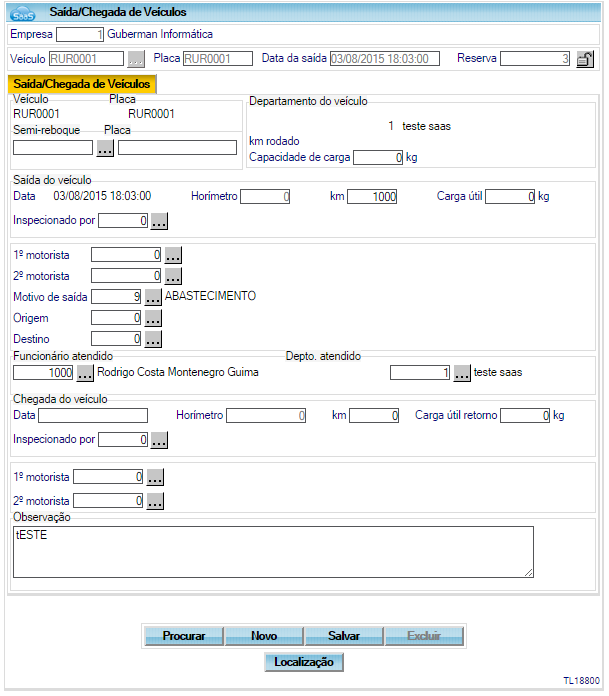 SaaS Saída/Chegada de Veículos
Empresa 1 Guberman Informática
Veículo RUR0001 ... Placa RUR0001 Data da saída 03/08/2015 18:03:00 Reserva 3
Saída/Chegada de Veículos
Veículo Placa
RUR0001 RUR0001
Semi-reboque Placa
...
Departamento do veículo
1 teste saas
km rodado
Capacidade de carga 0 kg
Saída do veículo
Data 03/08/2015 18:03:00 Horímetro 0 km 1000 Carga útil 0 kg
Inspecionado por 0 ...
1º motorista 0 ...
2º motorista 0 ...
Motivo de saída 9 ... ABASTECIMENTO
Origem 0 ...
Destino 0 ...
Funcionário atendido Depto. atendido
1000 ... Rodrigo Costa Montenegro Guima 1 ... teste saas
Chegada do veículo
Data Horímetro 0 km 0 Carga útil retorno 0 kg
Inspecionado por 0 ...
1º motorista 0 ...
2º motorista 0 ...
Observação
tESTE
Procurar Novo Salvar Excluir
Localização
TL18800